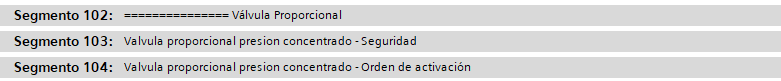 Segmento 102: =============== Válvula Proporcional
Segmento 103: Valvula proporcional presion concentrado - Seguridad
Segmento 104: Valvula proporcional presion concentrado - Orden de activación